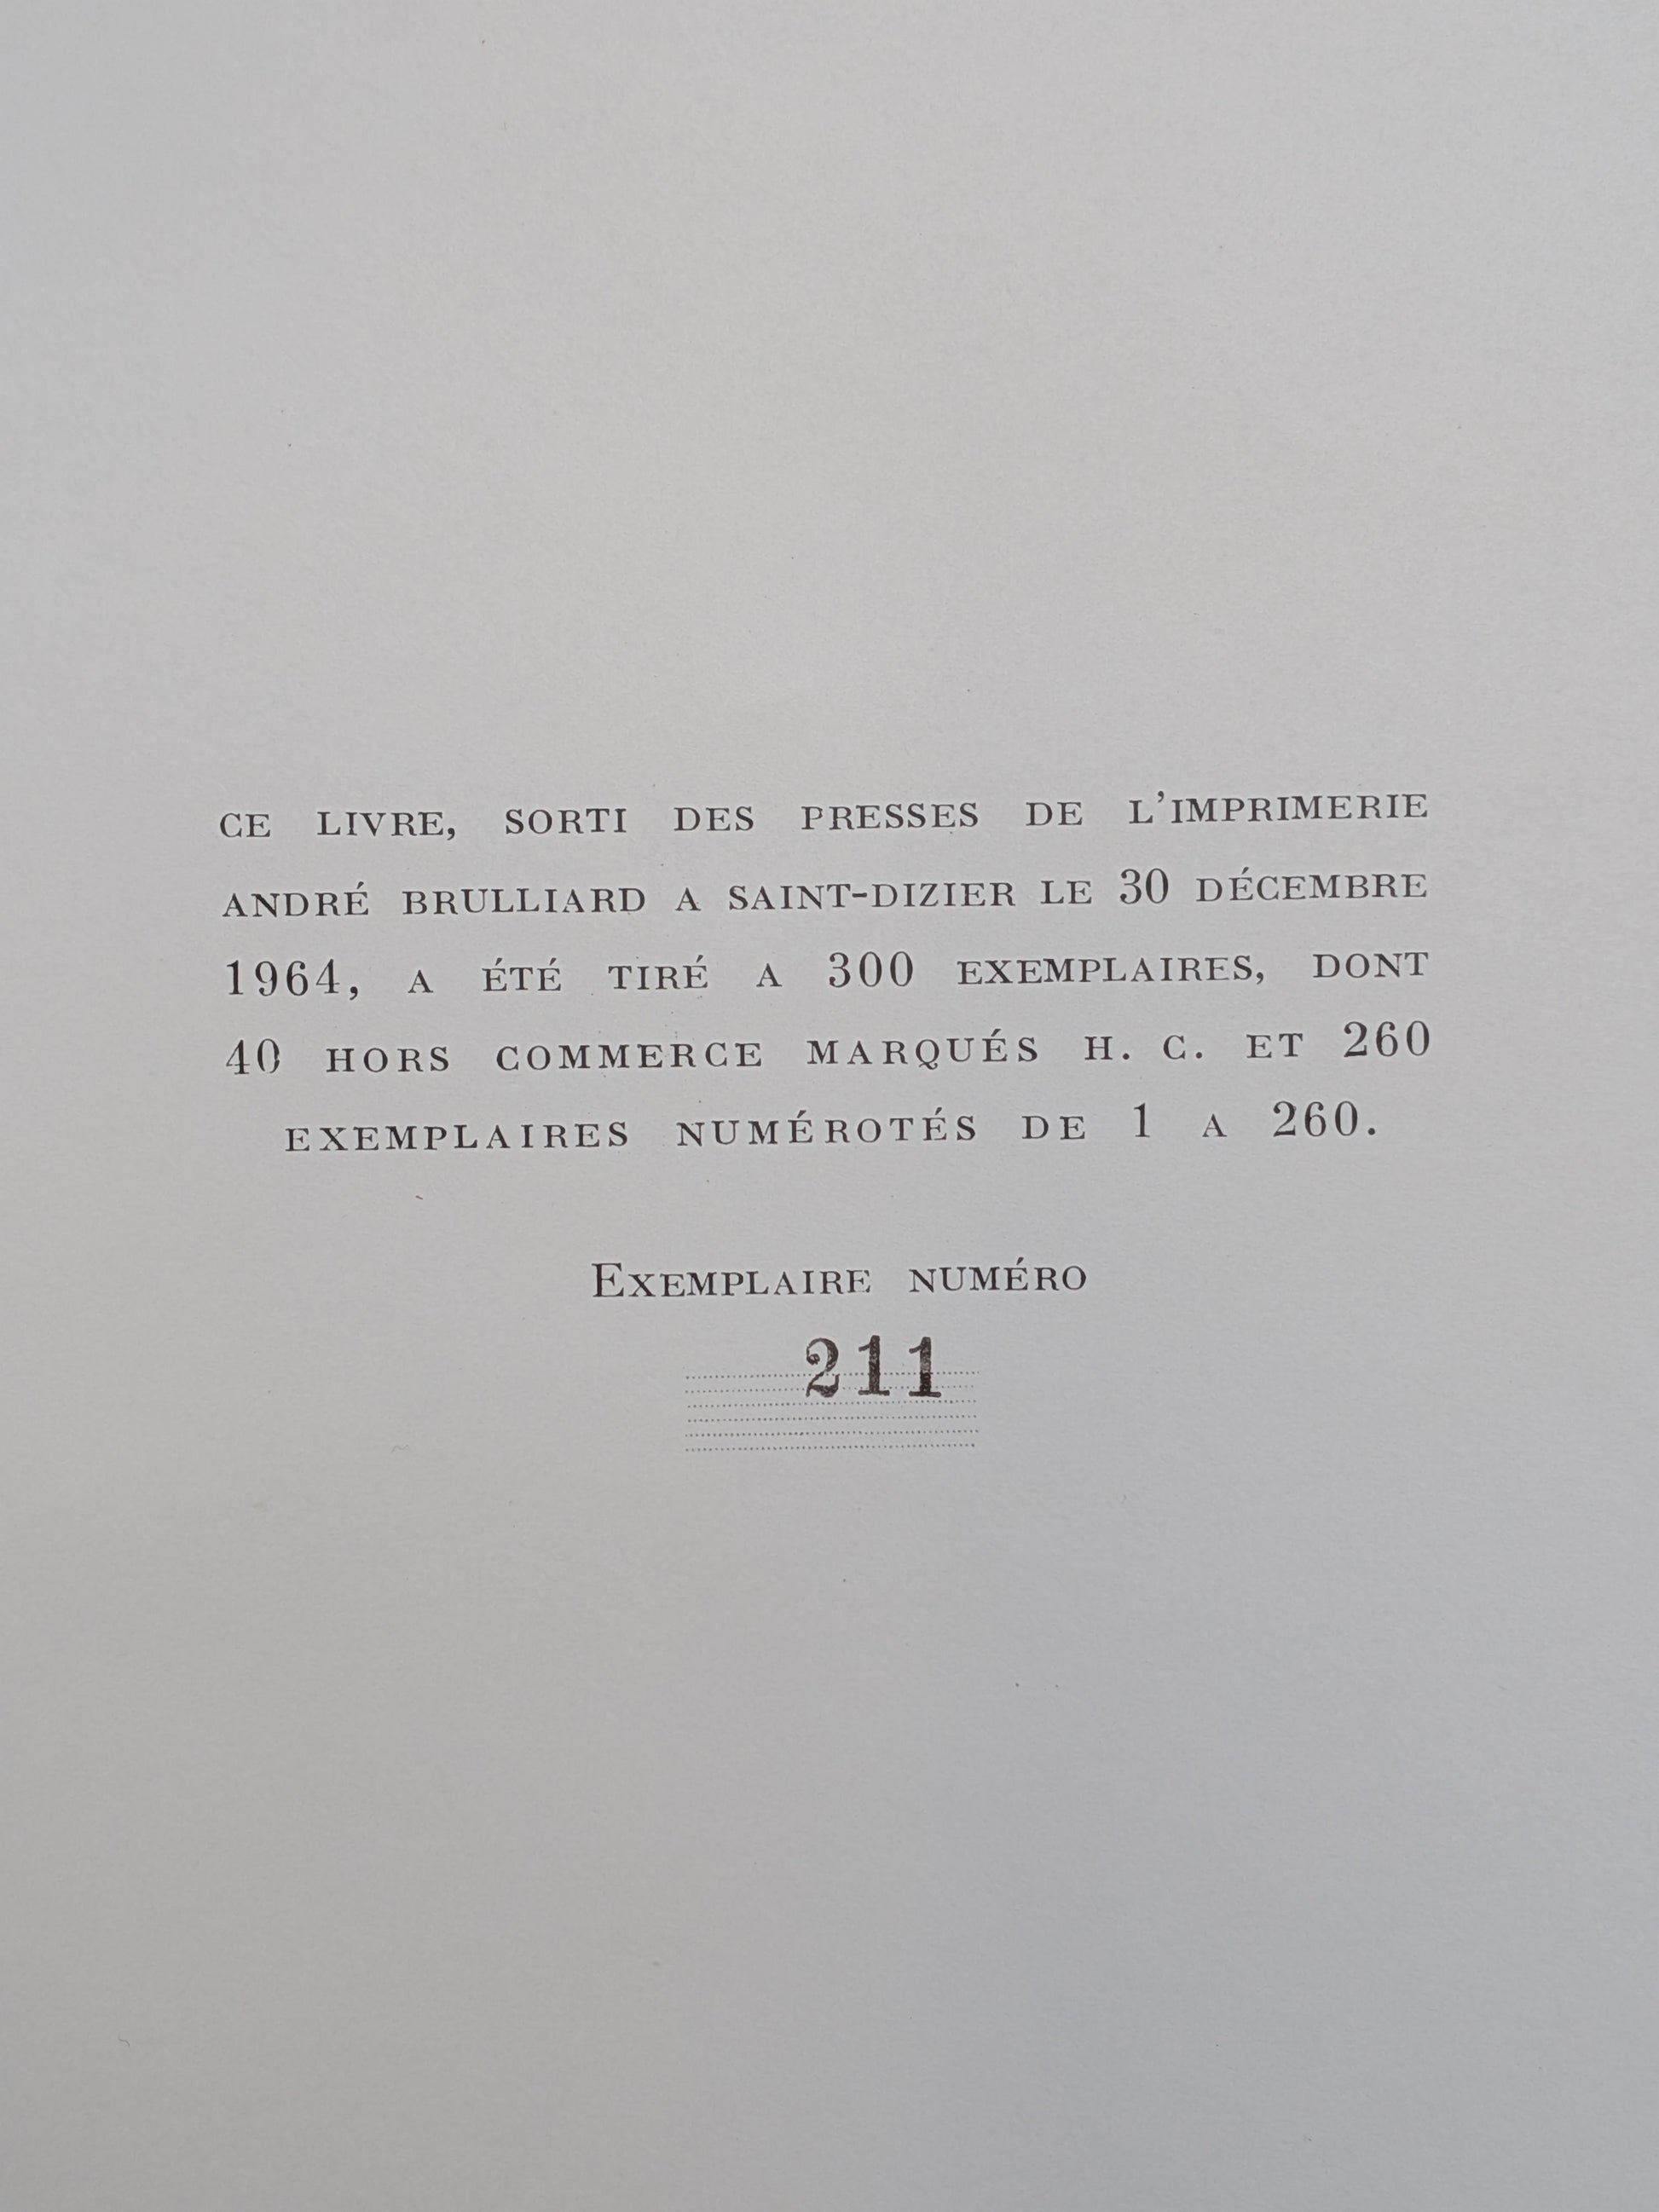 CE LIVRE, SORTI DES PRESSES DE L'IMPRIMERIE
ANDRÉ BRULLIARD A SAINT-DIZIER LE 30 DÉCEMBRE
1964, A ÉTÉ TIRÉ A 300 EXEMPLAIRES, DONT
40 HORS COMMERCE MARQUÉS H. C. ET 260
EXEMPLAIRES NUMÉROTÉS DE 1 A 260.
EXEMPLAIRE NUMÉRO
211